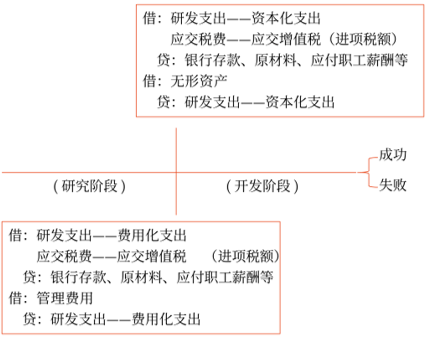 借：研发支出——资本化支出
应交税费——应交增值税（进项税额）
贷：银行存款、原材料、应付职工薪酬等
借：无形资产
贷：研发支出——资本化支出
成功
（研究阶段）
（开发阶段）
失败
借：研发支出——费用化支出
应交税费——应交增值税 （进项税额）
贷：银行存款、原材料、应付职工薪酬等
借：管理费用
贷：研发支出——费用化支出